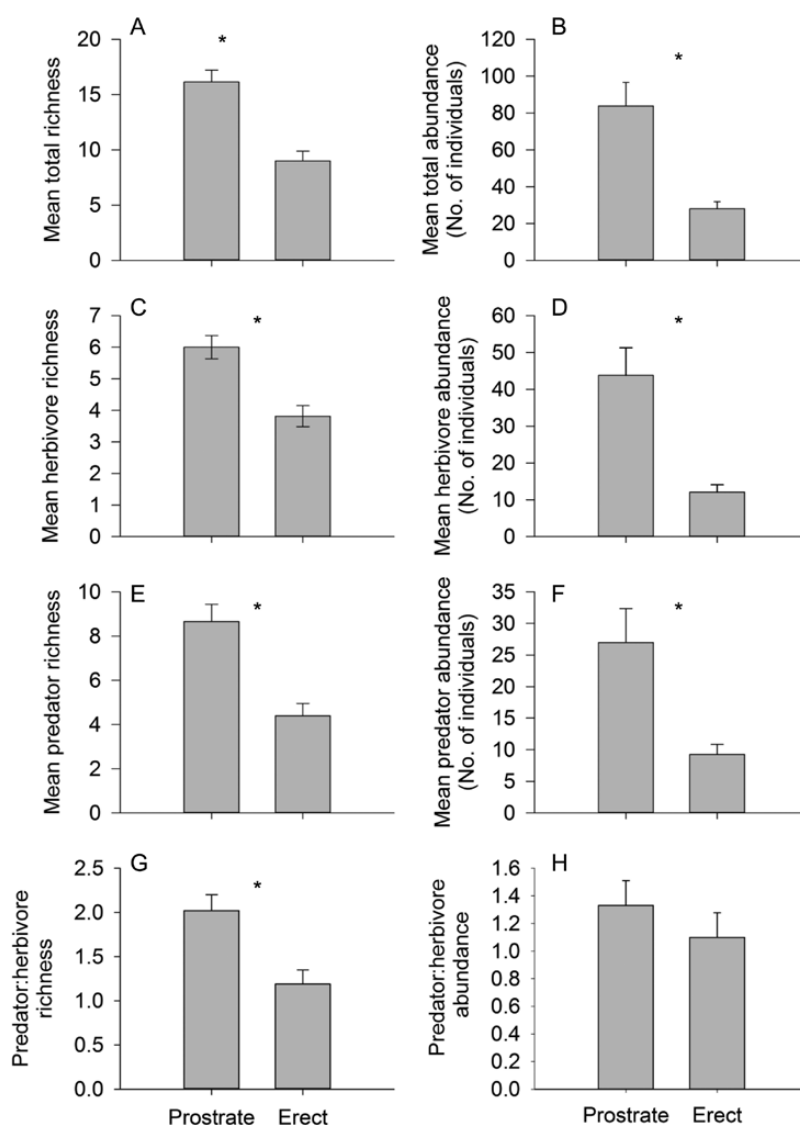 A
*
Mean total richness
20
15
10
5
0
B
*
Mean total abundance
(No. of individuals)
120
100
80
60
40
20
0
C
*
Mean herbivore richness
7
6
5
4
3
2
1
0
D
*
Mean herbivore abundance
(No. of individuals)
60
50
40
30
20
10
0
E
*
Mean predator richness
10
8
6
4
2
0
F
*
Mean predator abundance
(No. of individuals)
35
30
25
20
15
10
5
0
G
*
Predator:herbivore
richness
2.5
2.0
1.5
1.0
0.5
0.0
Prostrate Erect
H
Predator:herbivore
abundance
1.6
1.4
1.2
1.0
0.8
0.6
0.4
0.2
0.0
Prostrate Erect